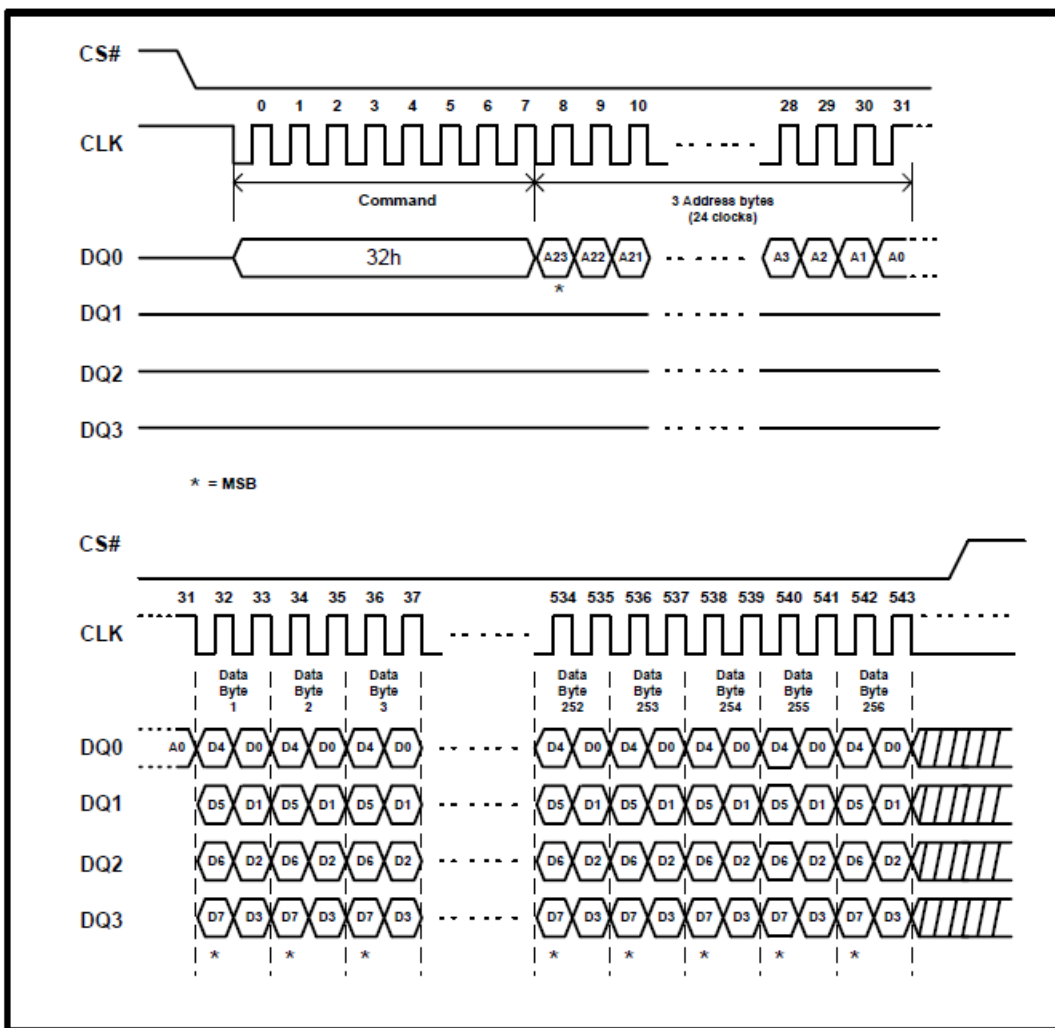 CS#
0 1 2 3 4 5 6 7 8 9 10 28 29 30 31
CLK
Command
3 Address bytes
(24 clocks)
DQ0 32h A23 A22 A21 A3 A2 A1 A0
*
DQ1
DQ2
DQ3
* = MSB
CS#
31 32 33 34 35 36 37 534 535 536 537 538 539 540 541 542 543
CLK
Data Data Data Data Data Data Data Data
Byte Byte Byte Byte Byte Byte Byte Byte
1 2 3 252 253 254 255 256
DQ0 A0 D4 D0 D4 D0 D4 D0 D4 D0 D4 D0 D4 D0 D4 D0 D4 D0
DQ1 D5 D1 D5 D1 D5 D1 D5 D1 D5 D1 D5 D1 D5 D1 D5 D1
DQ2 D6 D2 D6 D2 D6 D2 D6 D2 D6 D2 D6 D2 D6 D2 D6 D2
DQ3 D7 D3 D7 D3 D7 D3 D7 D3 D7 D3 D7 D3 D7 D3 D7 D3
* * * * * * * *